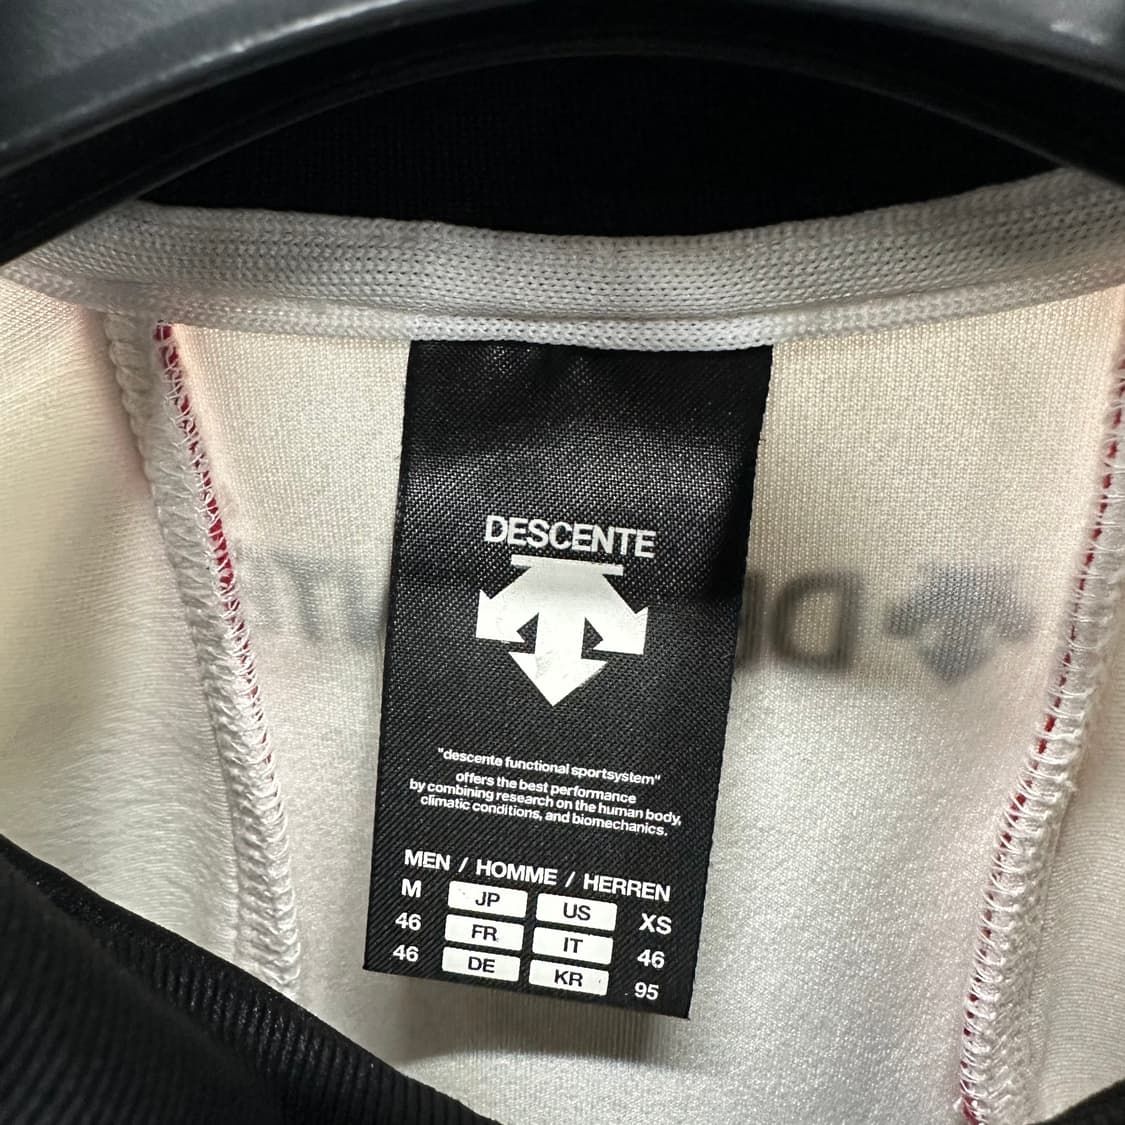 DESCENTE
"descente functional sportsystem"
offers the best performance
by combining research on the human body,
climatic conditions, and biomechanics.
MEN / HOMME / HERREN
M JP US XS
46 FR IT 46
46 DE KR 95